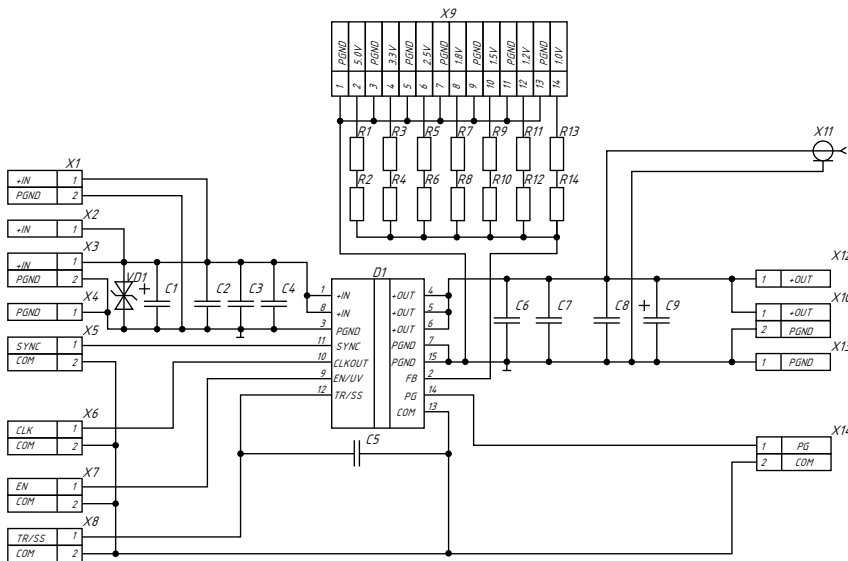 X9
PGND 5.0V PGND 3.3V PGND 2.5V PGND 1.8V PGND 1.5V PGND 1.2V PGND 1.0V
1 2 3 4 5 6 7 8 9 10 11 12 13 14
R1 R3 R5 R7 R9 R11 R13
R2 R4 R6 R8 R10 R12 R14
X11
X1
+IN 1
PGND 2
X2
+IN 1
X3
+IN 1
PGND 2
X4
PGND 1
X5
SYNC 1
COM 2
X6
CLK 1
COM 2
X7
EN 1
COM 2
X8
TR/SS 1
COM 2
VD1
+ C1 C2 C3 C4
D1
1 +IN
8 +IN
3 PGND
11 SYNC
10 CLKOUT
9 EN/UV
12 TR/SS
+OUT 4
+OUT 5
+OUT 6
PGND 7
PGND 15
FB 2
PG 14
COM 13
C5
C6 C7 C8 + C9
X12
1 +OUT
X10
1 +OUT
2 PGND
X13
1 PGND
X14
1 PG
2 COM